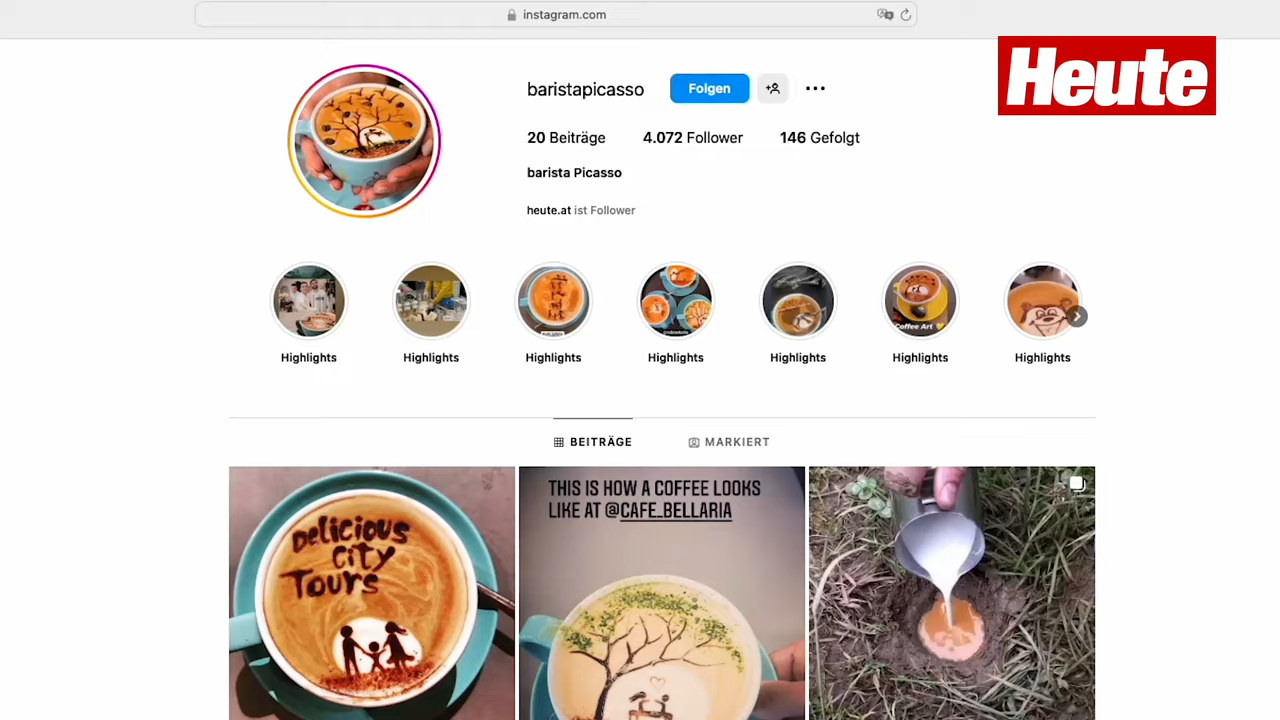 instagram.com
Heute
baristapicasso Folgen
20 Beiträge 4.072 Follower 146 Gefolgt
barista Picasso
heute.at ist Follower
Coffee Art
Highlights Highlights Highlights Highlights Highlights Highlights Highlights
BEITRÄGE MARKIERT
Delicious
City
Tours
THIS IS HOW A COFFEE LOOKS
LIKE AT @CAFE_BELLARIA